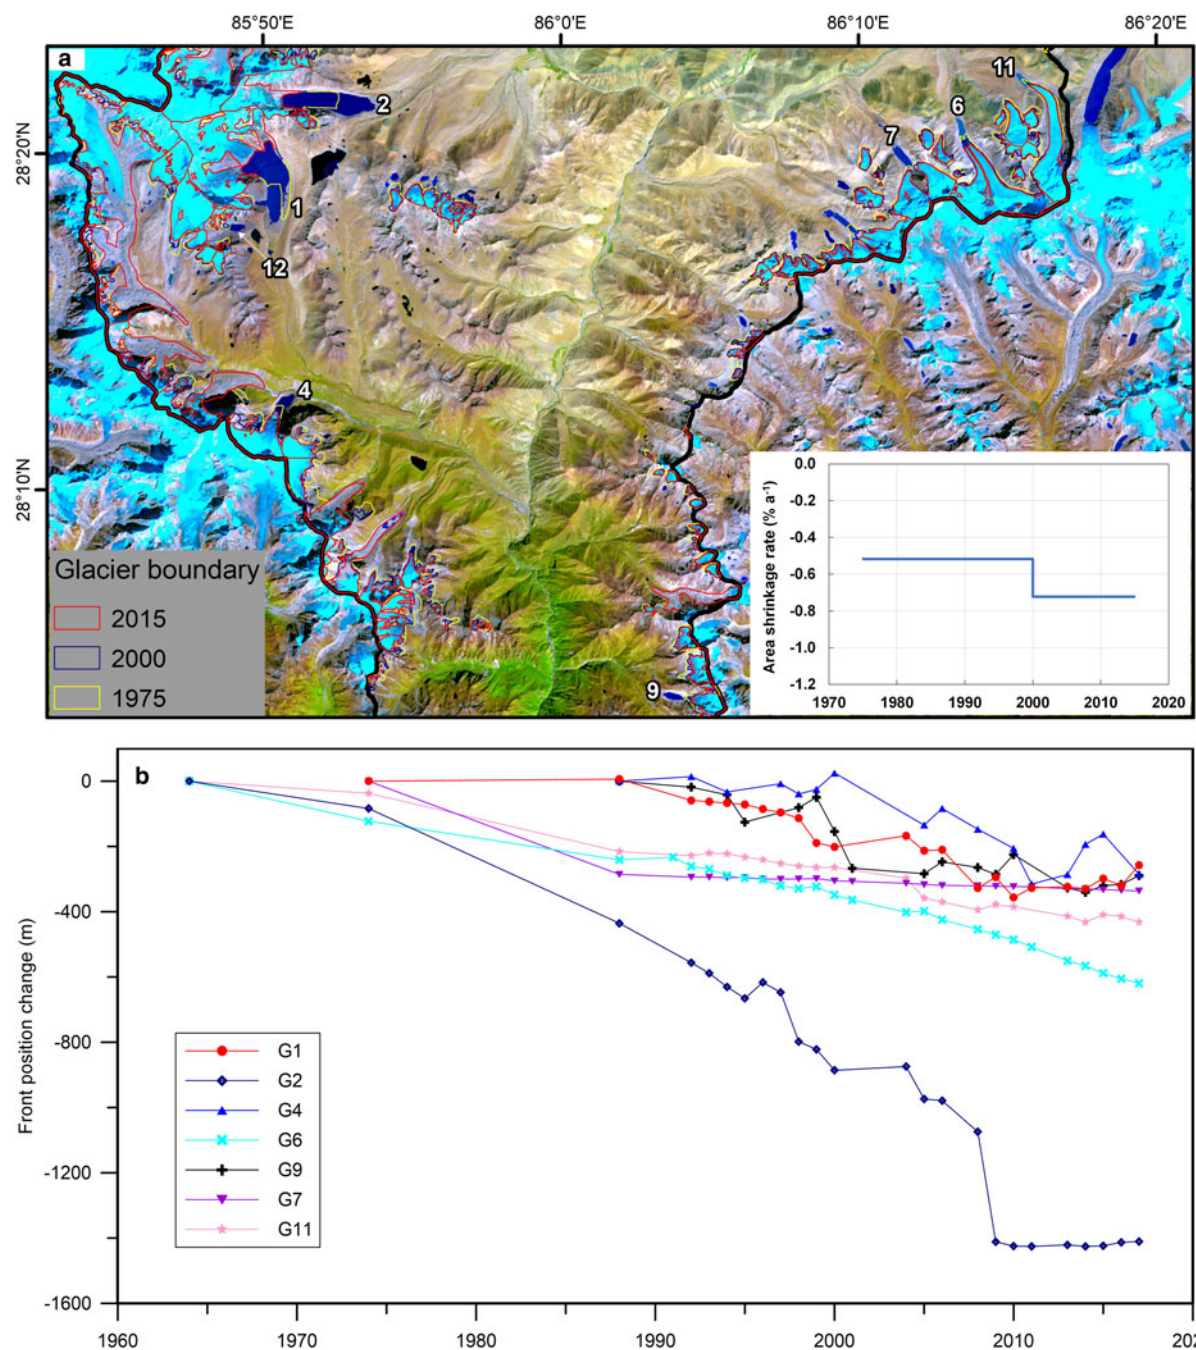 85°50'E 86°0'E 86°10'E 86°20'E
a
11
2
6
7
28°20'N
1
12
4
28°10'N
Glacier boundary
2015
2000
1975
9
0.0
-0.2
-0.4
-0.6
-0.8
-1.0
-1.2
Area shrinkage rate (% a⁻¹)
1970 1980 1990 2000 2010 2020
b
0
-400
-800
-1200
-1600
Front position change (m)
G1
G2
G4
G6
G9
G7
G11
1960 1970 1980 1990 2000 2010 202